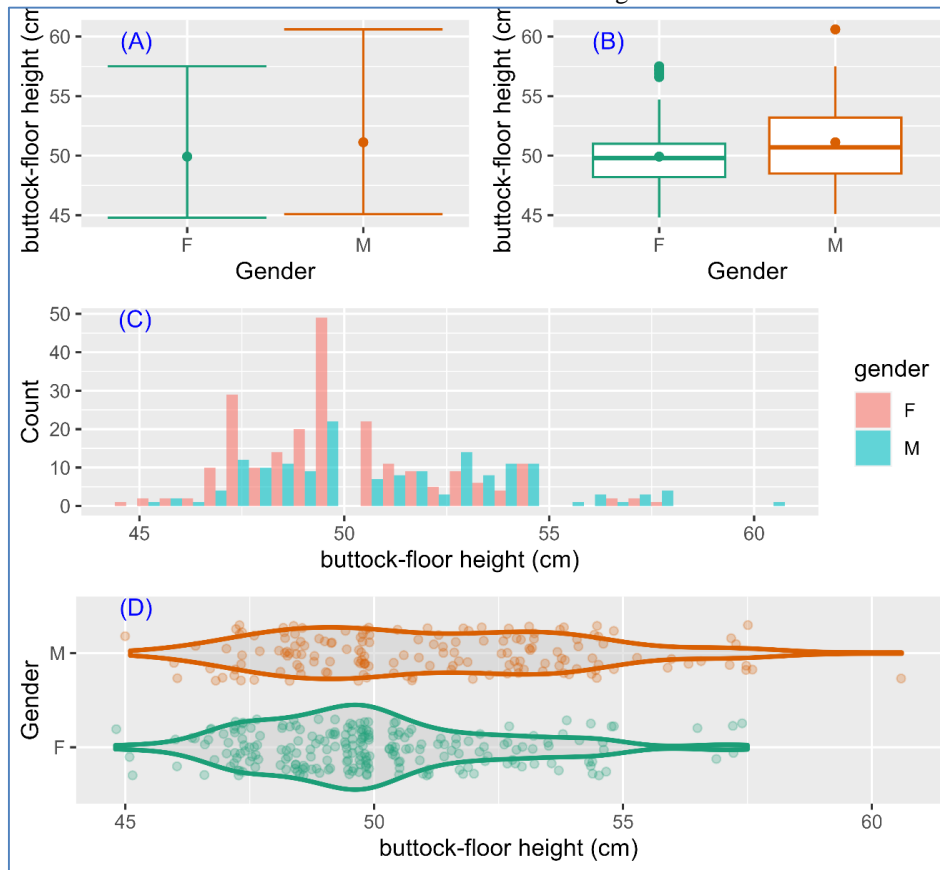 (A)
buttock-floor height (cm
60
55
50
45
F
M
Gender
(B)
buttock-floor height (cm
60
55
50
45
F
M
Gender
(C)
Count
50
40
30
20
10
0
45
50
55
60
buttock-floor height (cm)
gender
F
M
(D)
Gender
M
F
45
50
55
60
buttock-floor height (cm)